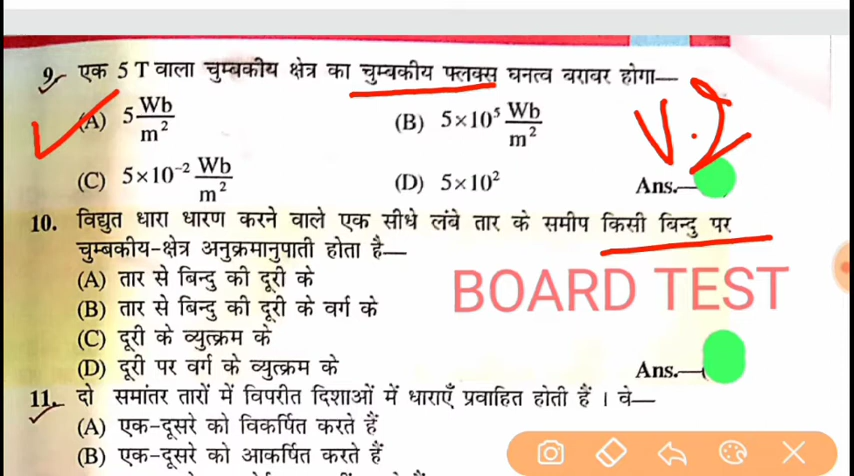 9. एक 5 T वाला चुम्बकीय क्षेत्र का चुम्बकीय फ्लक्स घनत्व बराबर होगा—
(A) 5 Wb/m² (B) 5×10⁵ Wb/m²
(C) 5×10⁻² Wb/m² (D) 5×10² Ans.—
10. विद्युत धारा धारण करने वाले एक सीधे लंबे तार के समीप किसी बिन्दु पर
चुम्बकीय-क्षेत्र अनुक्रमानुपाती होता है—
(A) तार से बिन्दु की दूरी के
(B) तार से बिन्दु की दूरी के वर्ग के
(C) दूरी के व्युत्क्रम के
(D) दूरी पर वर्ग के व्युत्क्रम के Ans.—(
BOARD TEST
11. दो समांतर तारों में विपरीत दिशाओं में धाराएँ प्रवाहित होती हैं । वे—
(A) एक-दूसरे को विकर्षित करते हैं
(B) एक-दूसरे को आकर्षित करते हैं